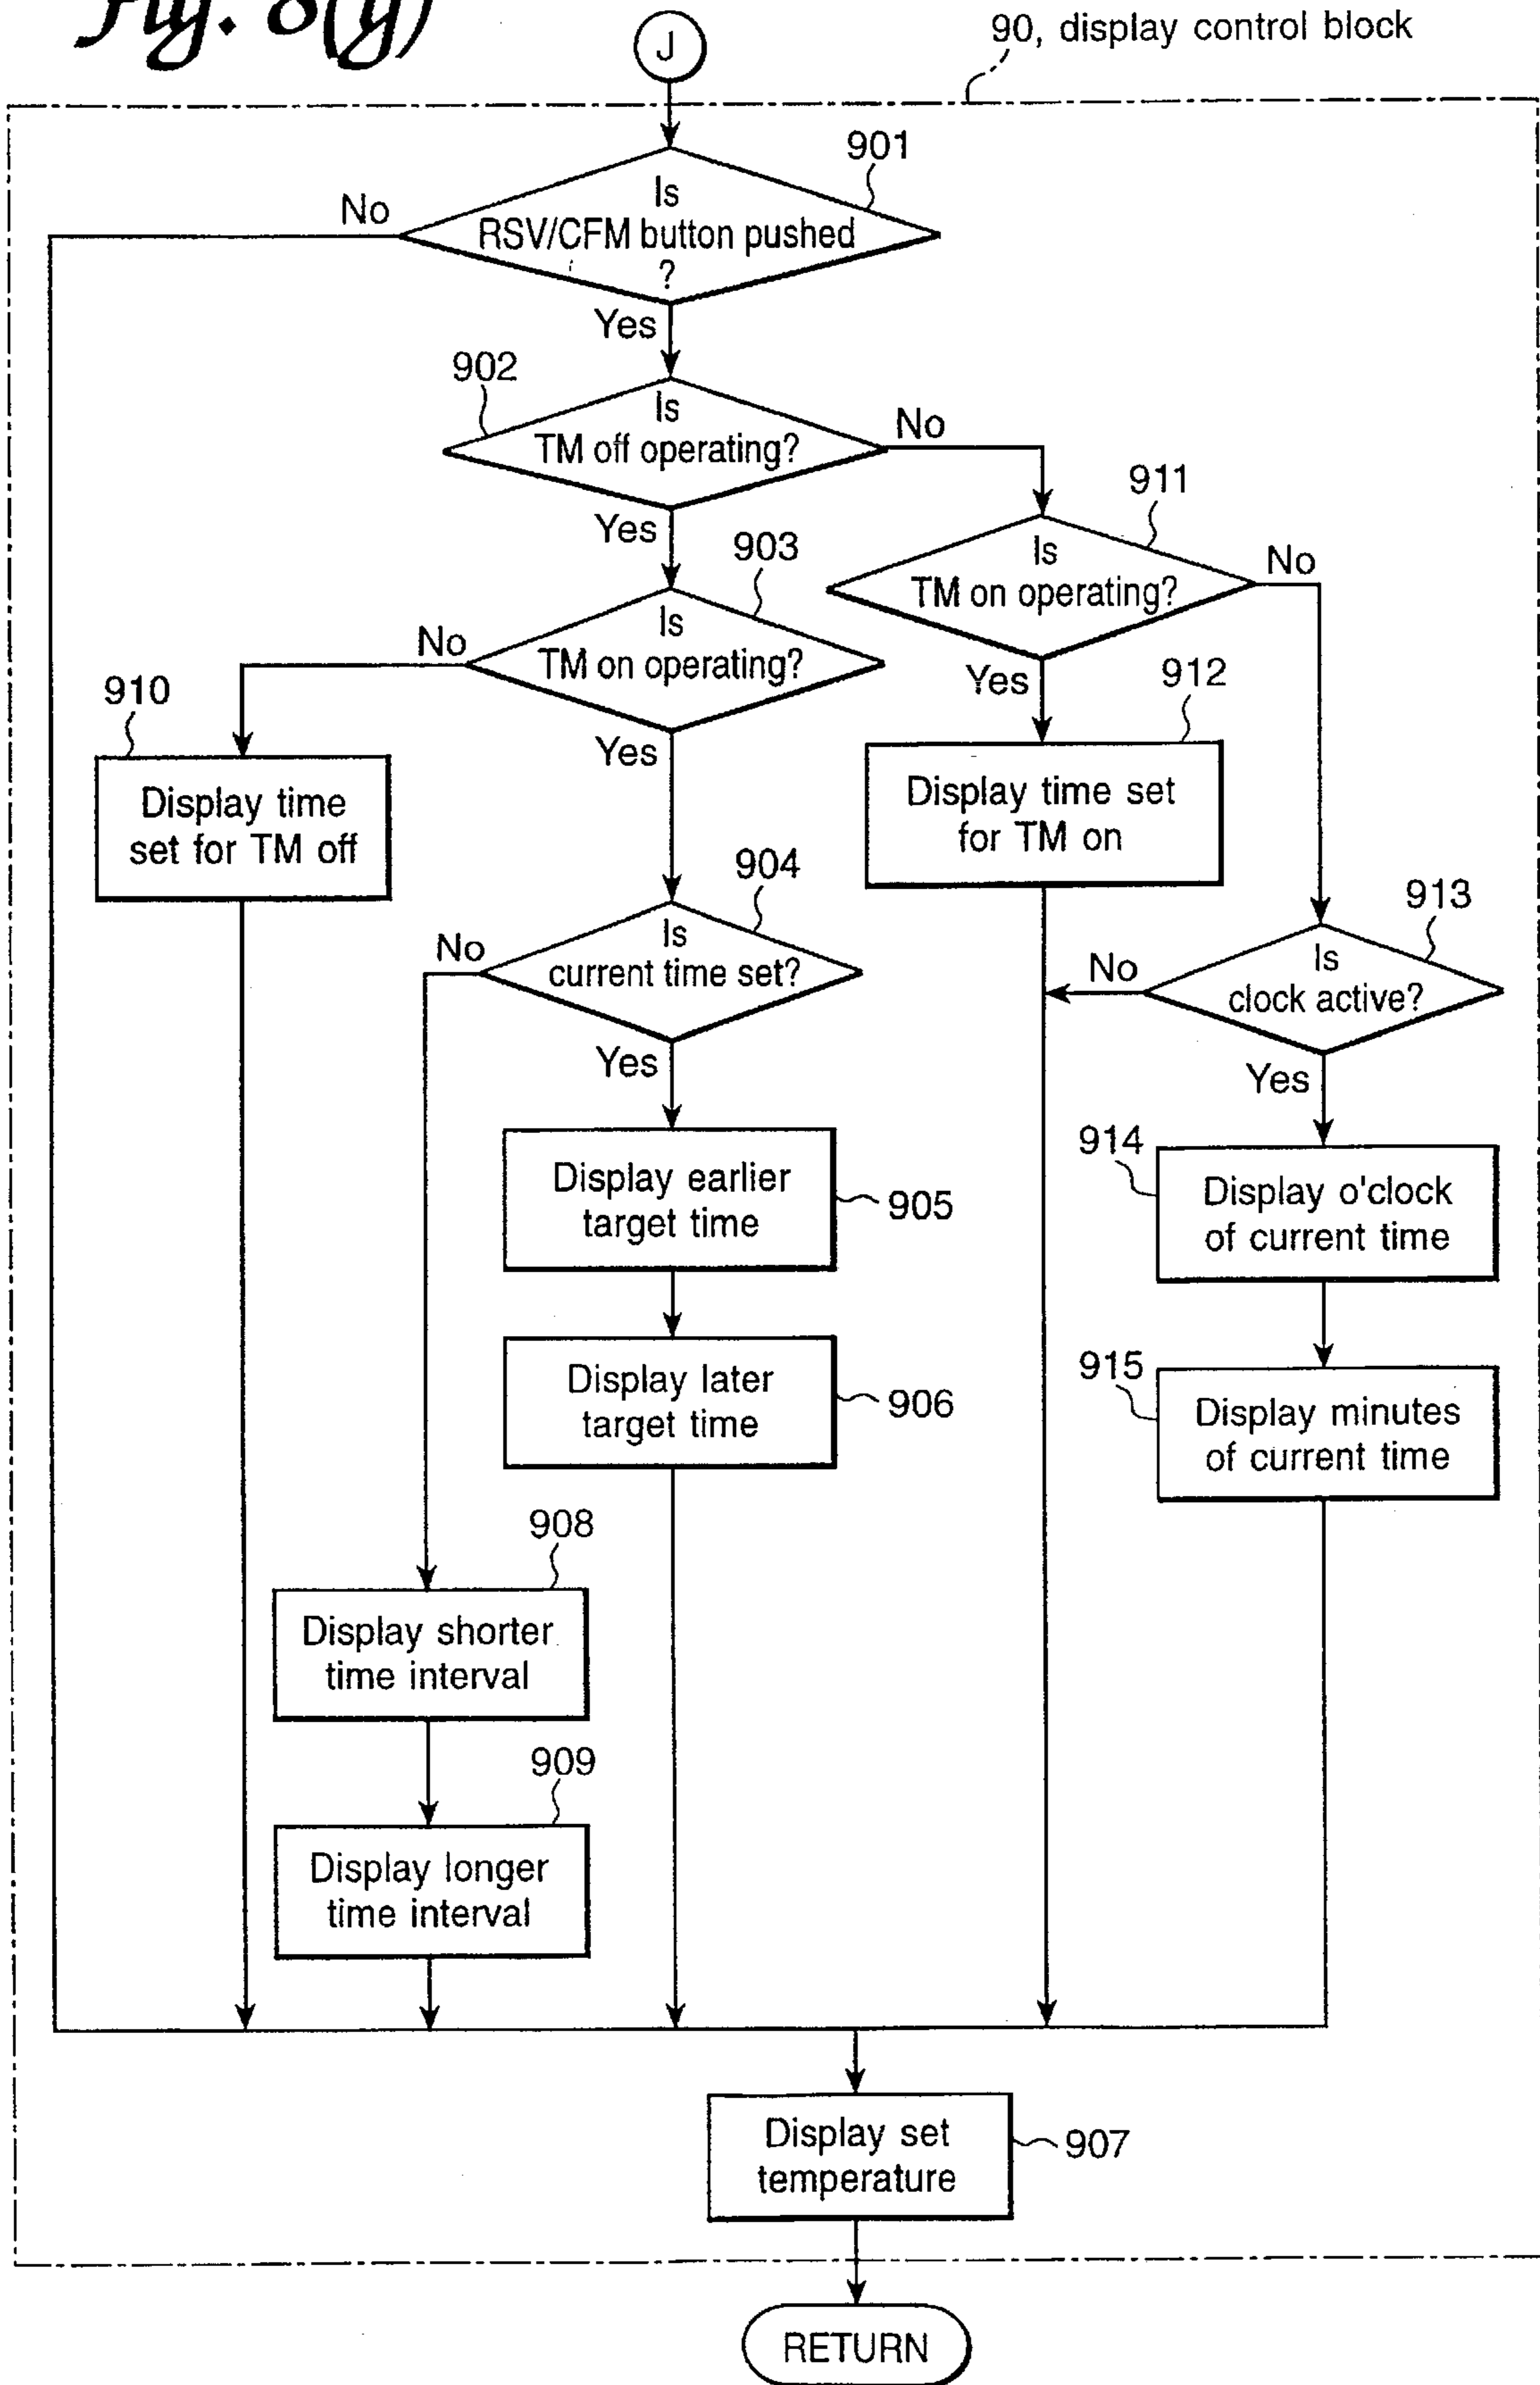 Fig. 8(g)
J
90, display control block
901
Is
RSV/CFM button pushed
?
No
Yes
902
Is
TM off operating?
No
Yes
903
Is
TM on operating?
No
Yes
911
Is
TM on operating?
No
Yes
910
Display time
set for TM off
912
Display time set
for TM on
904
Is
current time set?
No
Yes
913
Is
clock active?
No
Yes
Display earlier
target time
905
914
Display o'clock
of current time
Display later
target time
906
915
Display minutes
of current time
908
Display shorter
time interval
909
Display longer
time interval
Display set
temperature
907
RETURN